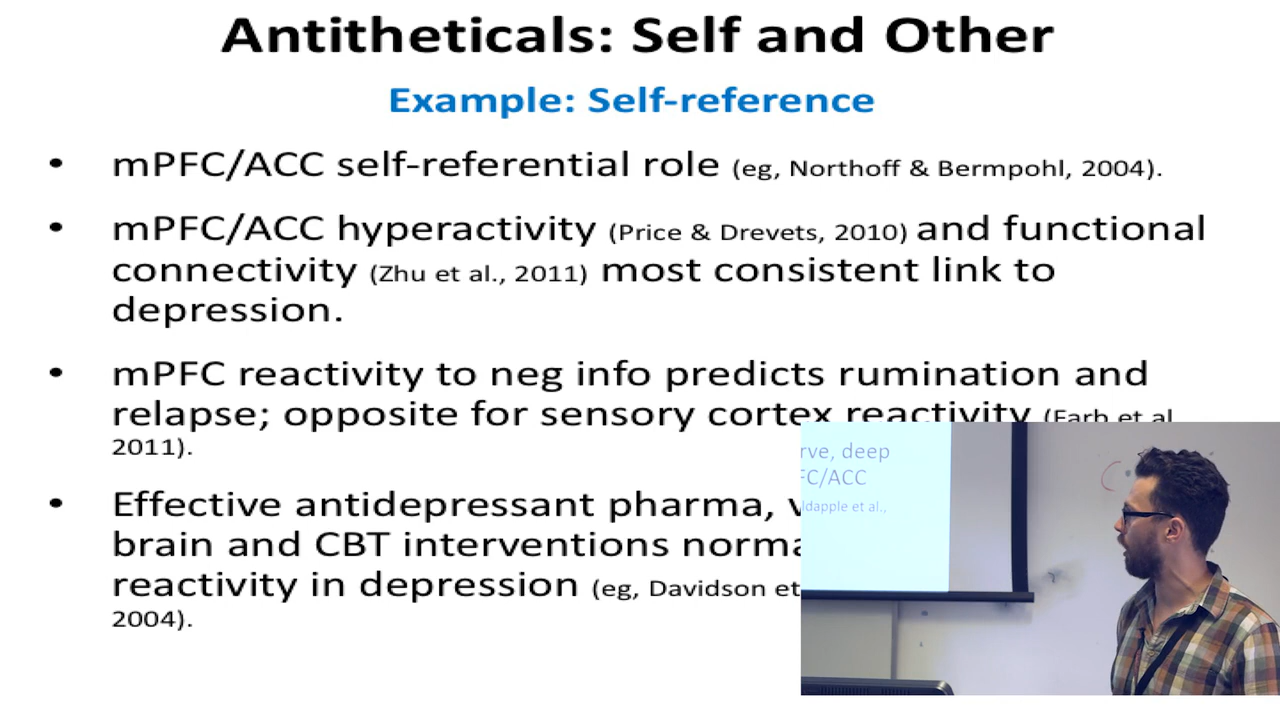 Antitheticals: Self and Other
Example: Self-reference
• mPFC/ACC self-referential role (eg, Northoff & Bermpohl, 2004).
• mPFC/ACC hyperactivity (Price & Drevets, 2010) and functional
connectivity (Zhu et al., 2011) most consistent link to
depression.
• mPFC reactivity to neg info predicts rumination and
relapse; opposite for sensory cortex reactivity (Farb et al
2011).
• Effective antidepressant pharma, v
brain and CBT interventions norma
reactivity in depression (eg, Davidson et
2004).
rve, deep
FC/ACC
ldapple et al.,